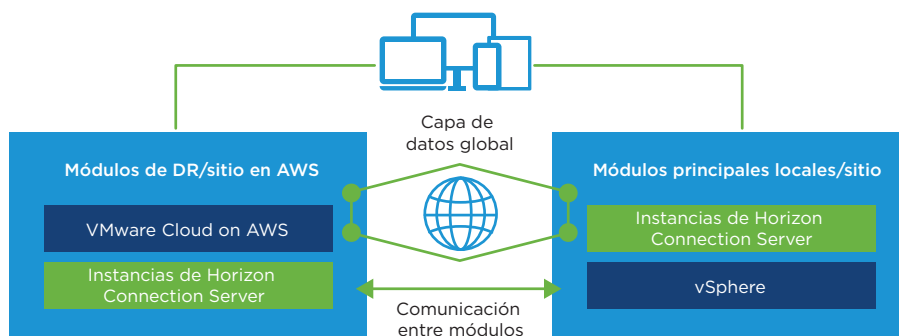 Capa de
datos global
Módulos de DR/sitio en AWS
VMware Cloud on AWS
Instancias de Horizon
Connection Server
Módulos principales locales/sitio
Instancias de Horizon
Connection Server
vSphere
Comunicación
entre módulos